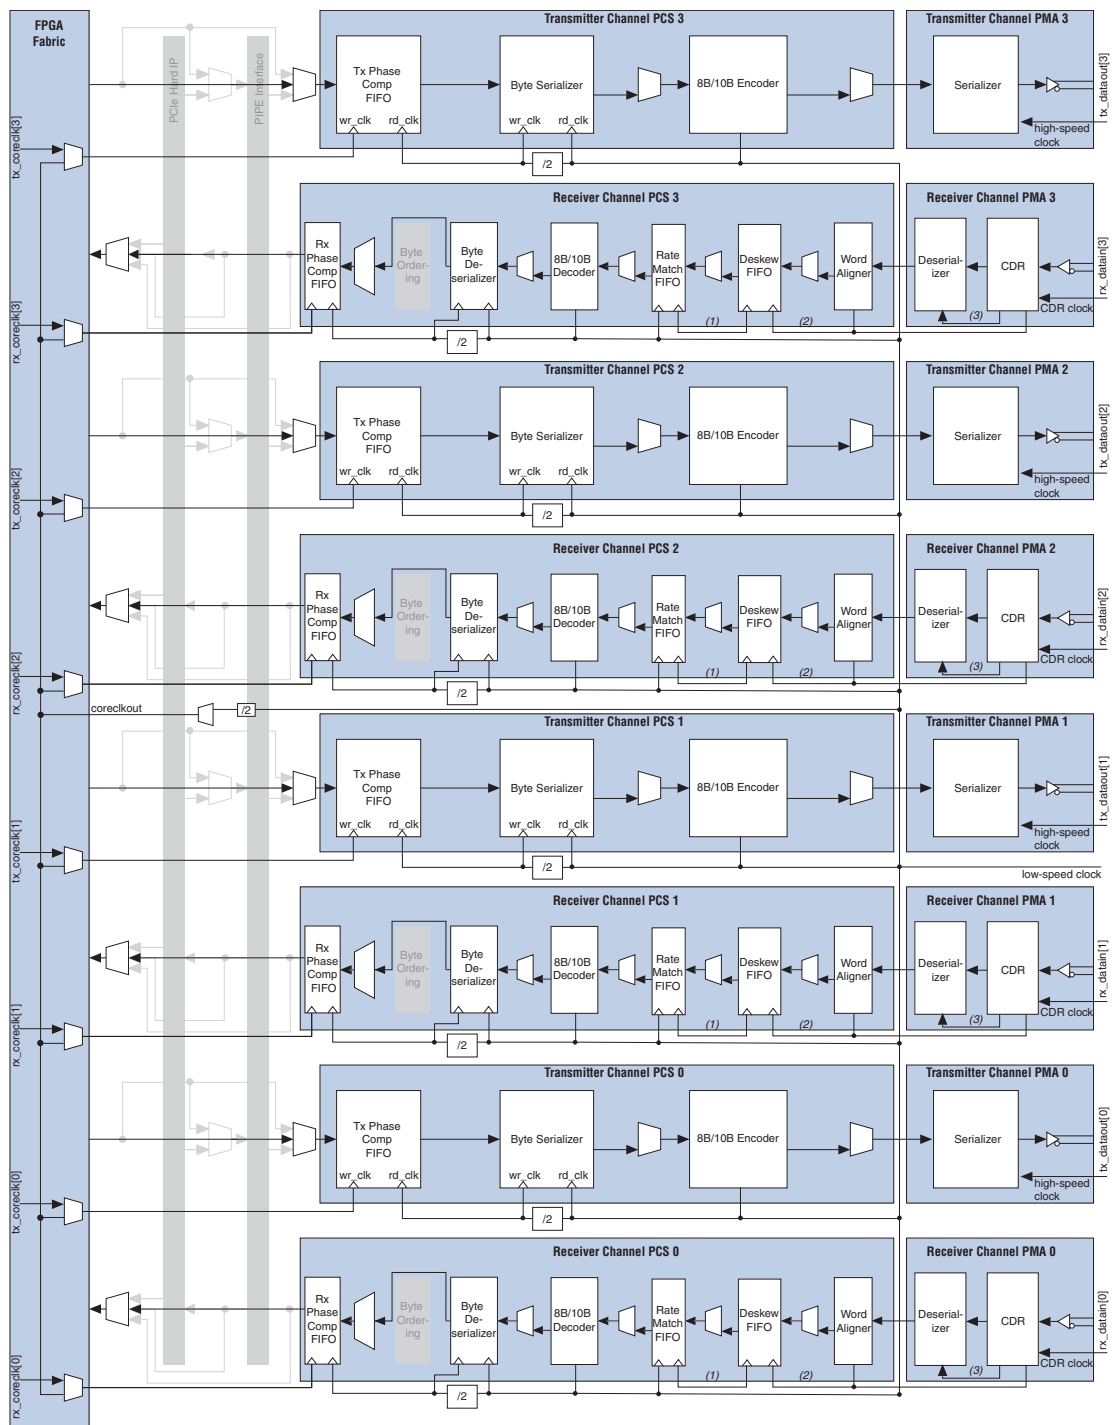 FPGA
Fabric
Transmitter Channel PCS 3
Transmitter Channel PMA 3
PCIe Hard IP
PIPE Interface
Tx Phase
Comp
FIFO
wr_clk
rd_clk
Byte Serializer
8B/10B Encoder
Serializer
high-speed
clock
tx_dataout[3]
tx_coreclk[3]
/2
Receiver Channel PCS 3
Receiver Channel PMA 3
Rx
Phase
Comp
FIFO
Byte
Order-
ing
Byte
De-
serializer
8B/10B
Decoder
Rate
Match
FIFO
Deskew
FIFO
Word
Aligner
Deserial-
izer
CDR
CDR clock
rx_datain[3]
rx_coreclk[3]
/2
(1)
(2)
(3)
Transmitter Channel PCS 2
Transmitter Channel PMA 2
Tx Phase
Comp
FIFO
wr_clk
rd_clk
Byte Serializer
8B/10B Encoder
Serializer
high-speed
clock
tx_dataout[2]
tx_coreclk[2]
/2
Receiver Channel PCS 2
Receiver Channel PMA 2
Rx
Phase
Comp
FIFO
Byte
Order-
ing
Byte
De-
serializer
8B/10B
Decoder
Rate
Match
FIFO
Deskew
FIFO
Word
Aligner
Deserial-
izer
CDR
CDR clock
rx_datain[2]
rx_coreclk[2]
/2
(1)
(2)
(3)
coreclkout
/2
Transmitter Channel PCS 1
Transmitter Channel PMA 1
Tx Phase
Comp
FIFO
wr_clk
rd_clk
Byte Serializer
8B/10B Encoder
Serializer
high-speed
clock
tx_dataout[1]
tx_coreclk[1]
/2
low-speed clock
Receiver Channel PCS 1
Receiver Channel PMA 1
Rx
Phase
Comp
FIFO
Byte
Order-
ing
Byte
De-
serializer
8B/10B
Decoder
Rate
Match
FIFO
Deskew
FIFO
Word
Aligner
Deserial-
izer
CDR
CDR clock
rx_datain[1]
rx_coreclk[1]
/2
(1)
(2)
(3)
Transmitter Channel PCS 0
Transmitter Channel PMA 0
Tx Phase
Comp
FIFO
wr_clk
rd_clk
Byte Serializer
8B/10B Encoder
Serializer
high-speed
clock
tx_dataout[0]
tx_coreclk[0]
/2
Receiver Channel PCS 0
Receiver Channel PMA 0
Rx
Phase
Comp
FIFO
Byte
Order-
ing
Byte
De-
serializer
8B/10B
Decoder
Rate
Match
FIFO
Deskew
FIFO
Word
Aligner
Deserial-
izer
CDR
CDR clock
rx_datain[0]
rx_coreclk[0]
/2
(1)
(2)
(3)